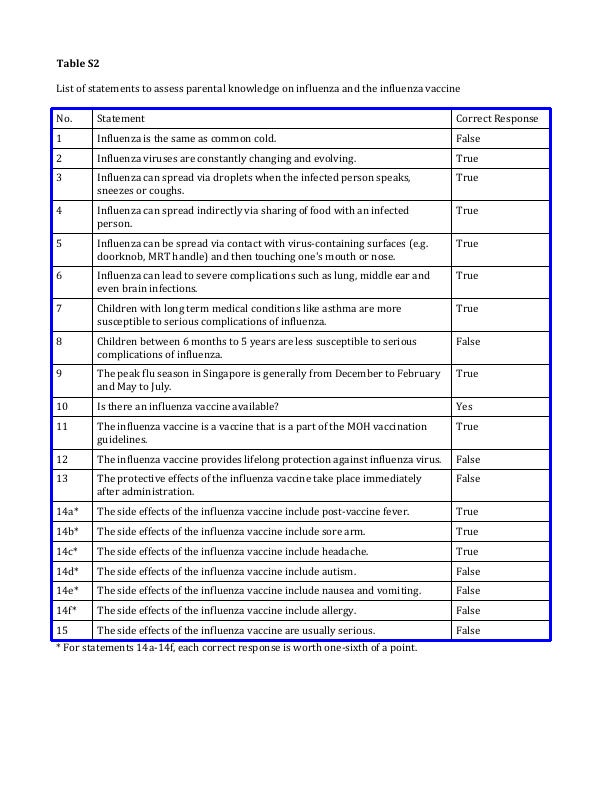 Table S2
List of statements to assess parental knowledge on influenza and the influenza vaccine
No. Statement Correct Response
1 Influenza is the same as common cold. False
2 Influenza viruses are constantly changing and evolving. True
3 Influenza can spread via droplets when the infected person speaks, True
sneezes or coughs.
4 Influenza can spread indirectly via sharing of food with an infected True
person.
5 Influenza can be spread via contact with virus-containing surfaces (e.g. True
doorknob, MRT handle) and then touching one's mouth or nose.
6 Influenza can lead to severe complications such as lung, middle ear and True
even brain infections.
7 Children with long term medical conditions like asthma are more True
susceptible to serious complications of influenza.
8 Children between 6 months to 5 years are less susceptible to serious False
complications of influenza.
9 The peak flu season in Singapore is generally from December to February True
and May to July.
10 Is there an influenza vaccine available? Yes
11 The influenza vaccine is a vaccine that is a part of the MOH vaccination True
guidelines.
12 The influenza vaccine provides lifelong protection against influenza virus. False
13 The protective effects of the influenza vaccine take place immediately False
after administration.
14a* The side effects of the influenza vaccine include post-vaccine fever. True
14b* The side effects of the influenza vaccine include sore arm. True
14c* The side effects of the influenza vaccine include headache. True
14d* The side effects of the influenza vaccine include autism. False
14e* The side effects of the influenza vaccine include nausea and vomiting. False
14f* The side effects of the influenza vaccine include allergy. False
15 The side effects of the influenza vaccine are usually serious. False
* For statements 14a-14f, each correct response is worth one-sixth of a point.